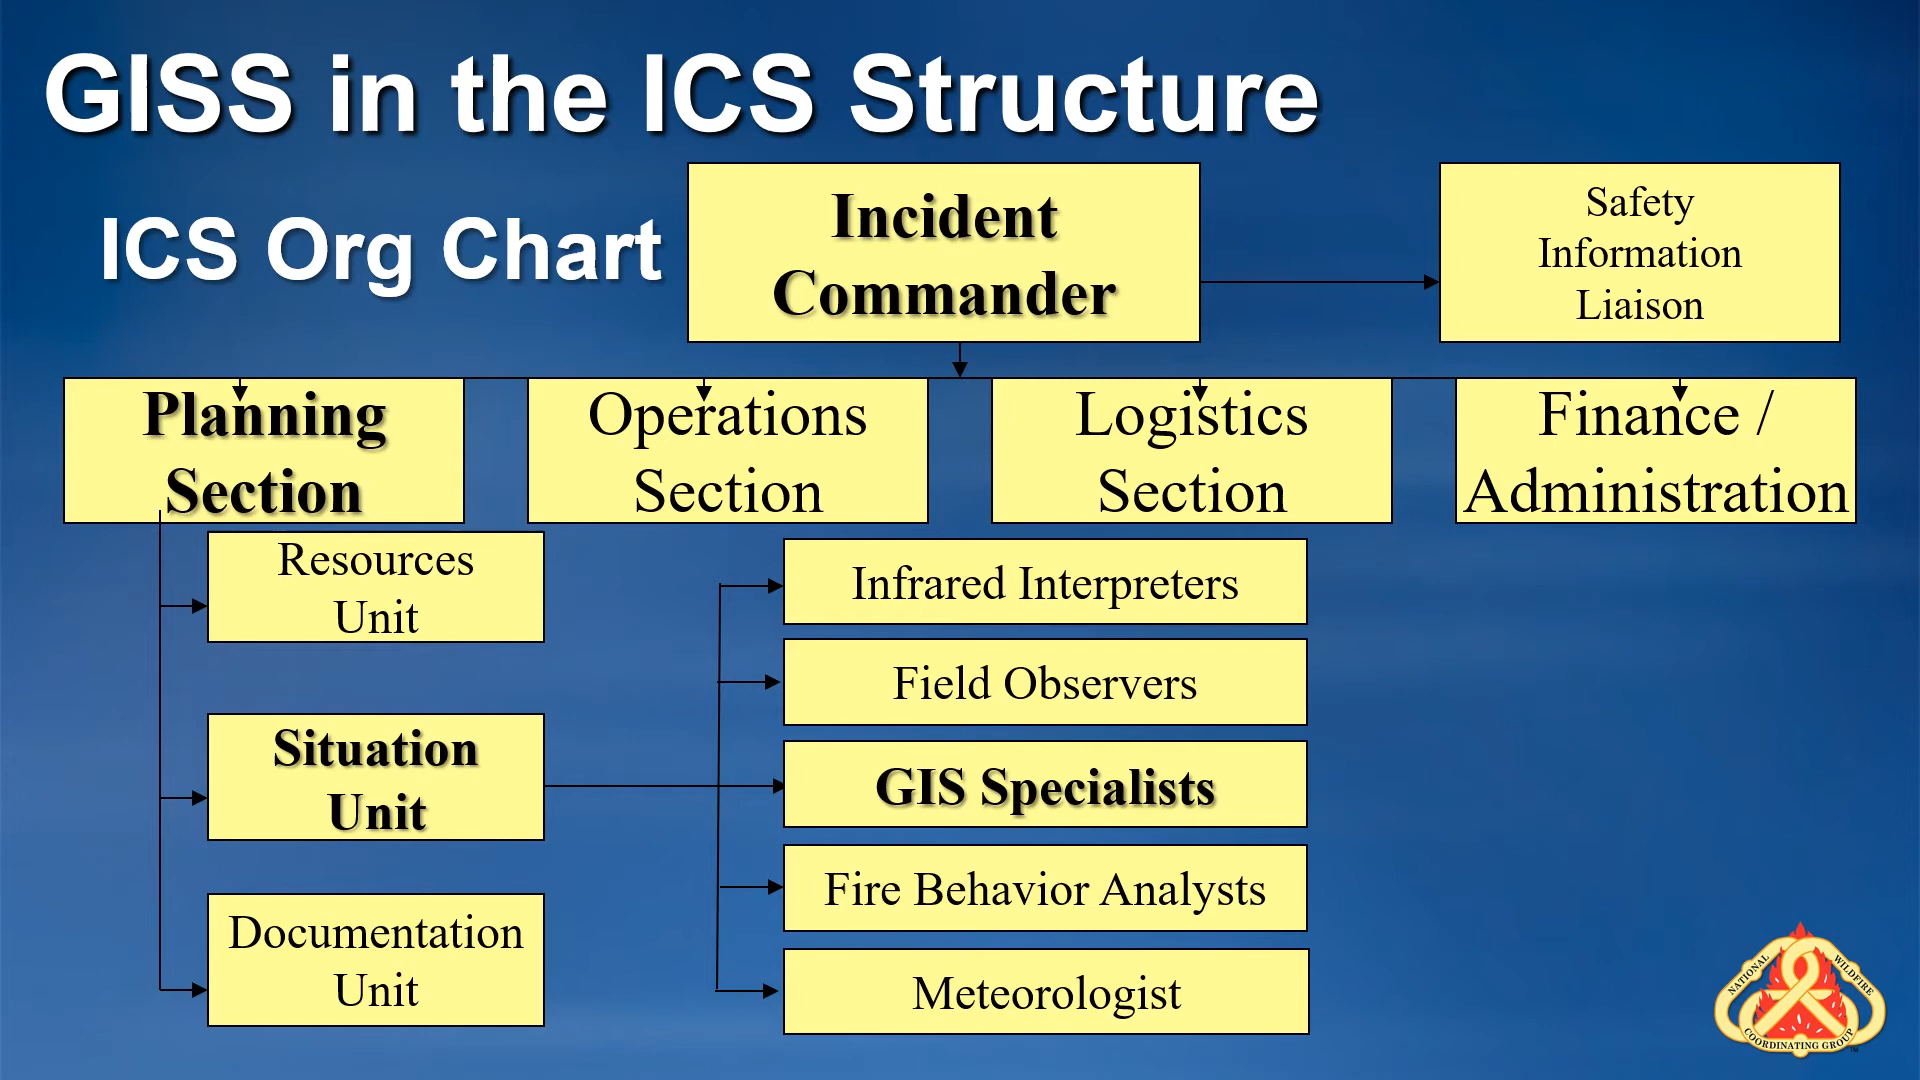 GISS in the ICS Structure
ICS Org Chart
Incident
Commander
Safety
Information
Liaison
Planning
Section
Operations
Section
Logistics
Section
Finance /
Administration
Resources
Unit
Situation
Unit
Documentation
Unit
Infrared Interpreters
Field Observers
GIS Specialists
Fire Behavior Analysts
Meteorologist
NATIONAL
WILDFIRE
COORDINATING GROUP
TM